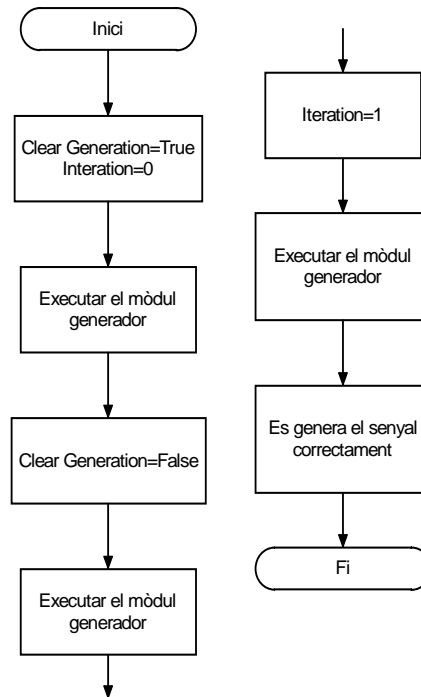 Inici
Clear Generation=True
Interation=0
Executar el mòdul
generador
Clear Generation=False
Executar el mòdul
generador
Iteration=1
Executar el mòdul
generador
Es genera el senyal
correctament
Fi